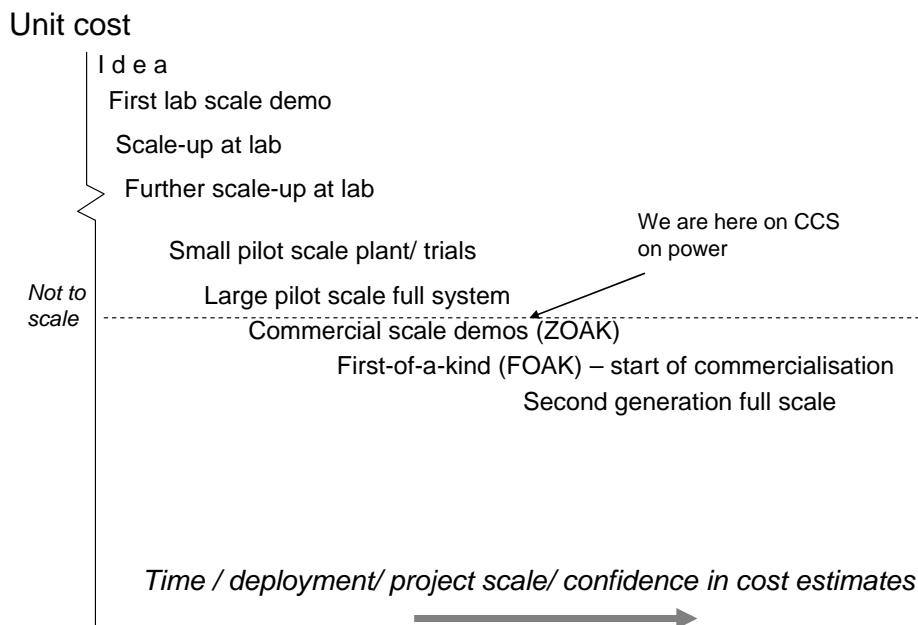 Unit cost
I d e a
First lab scale demo
Scale-up at lab
Further scale-up at lab
We are here on CCS
on power
Small pilot scale plant/ trials
Not to
scale
Large pilot scale full system
Commercial scale demos (ZOAK)
First-of-a-kind (FOAK) – start of commercialisation
Second generation full scale
Time / deployment/ project scale/ confidence in cost estimates